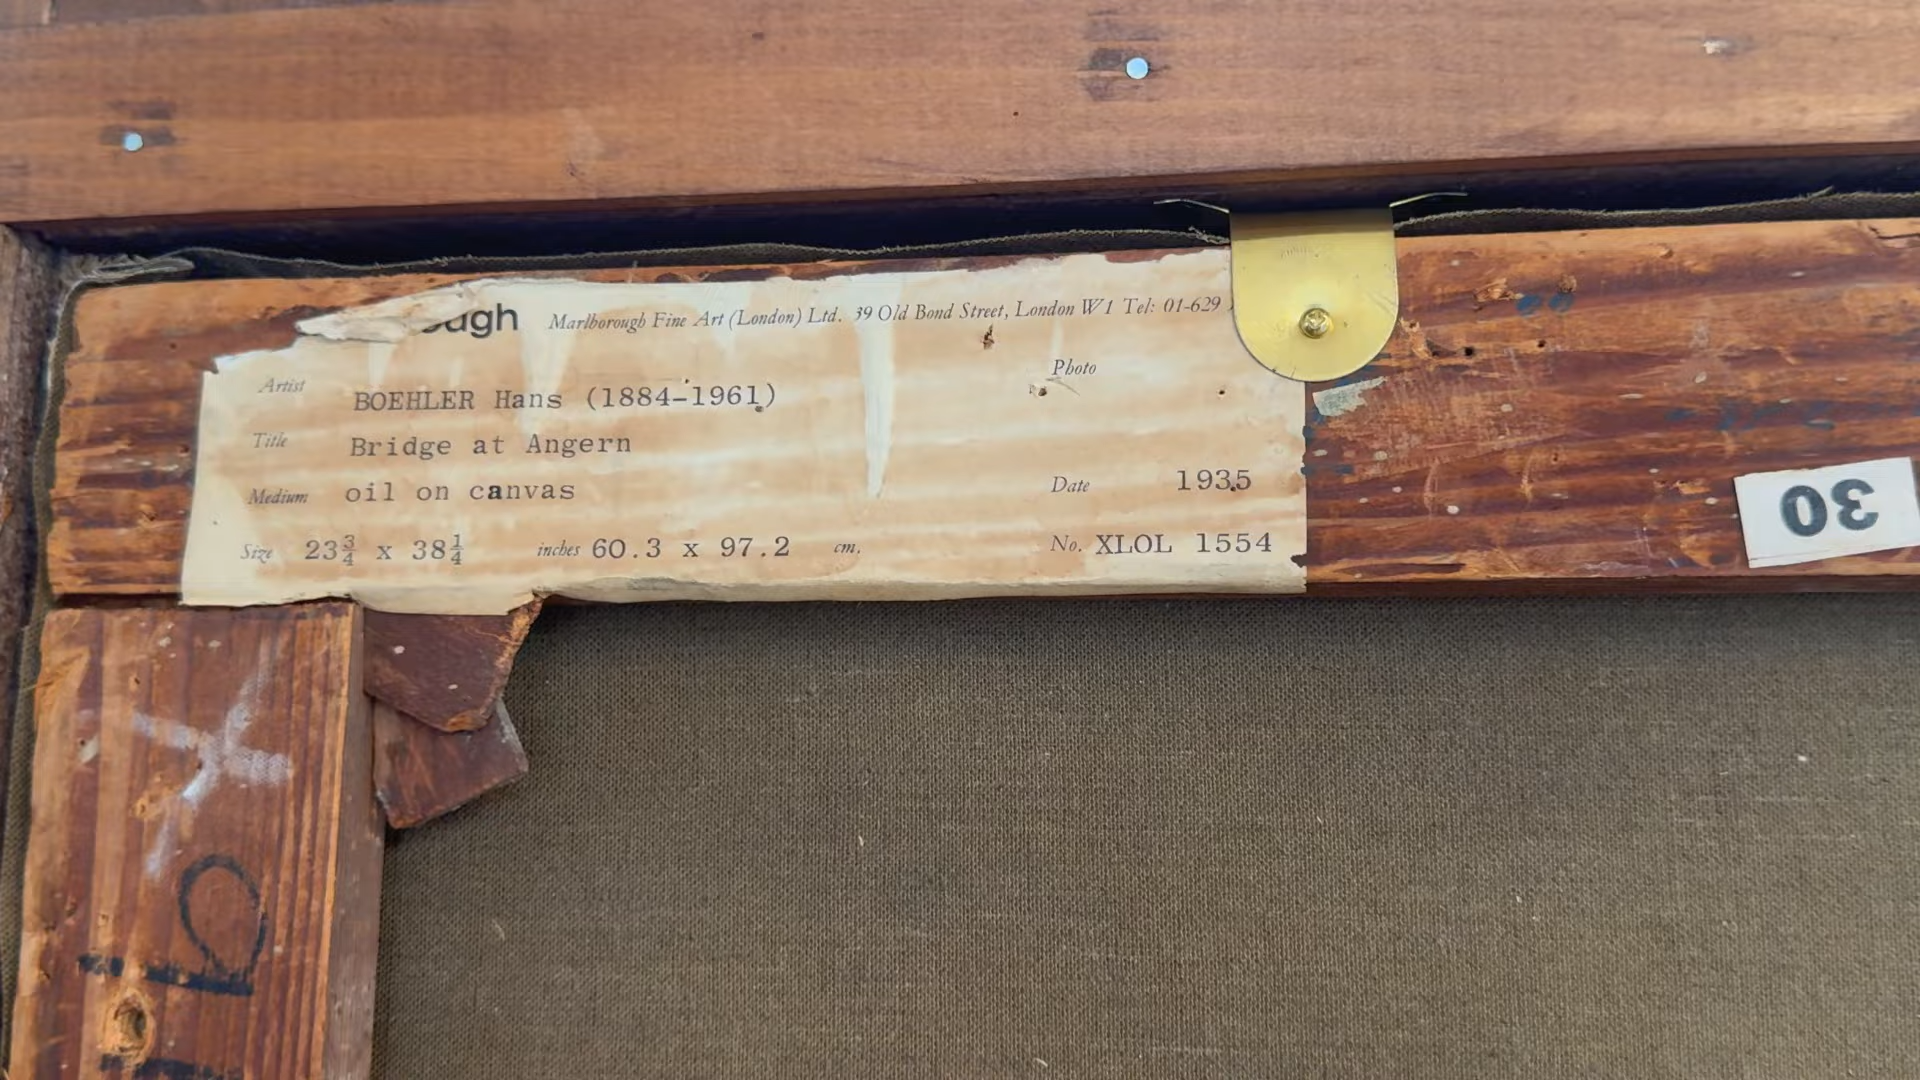 ough Marlborough Fine Art (London) Ltd. 39 Old Bond Street, London W1 Tel: 01-629
Artist BOEHLER Hans (1884-1961) Photo
Title Bridge at Angern
Medium oil on canvas Date 1935
Size 23¾ x 38¼ inches 60.3 x 97.2 cm. No. XLOL 1554
30